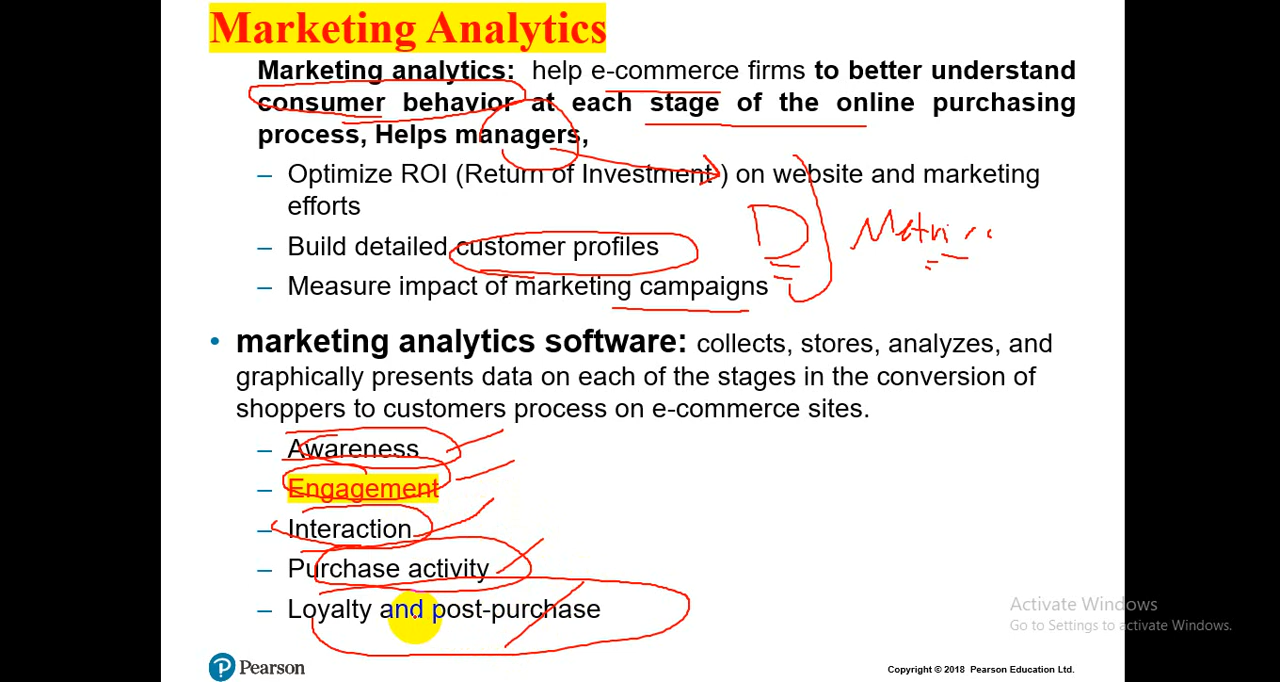 Marketing Analytics
Marketing analytics: help e-commerce firms to better understand
consumer behavior at each stage of the online purchasing
process, Helps managers,
– Optimize ROI (Return of Investment ) on website and marketing
efforts
– Build detailed customer profiles
D
Metrics
– Measure impact of marketing campaigns
• marketing analytics software: collects, stores, analyzes, and
graphically presents data on each of the stages in the conversion of
shoppers to customers process on e-commerce sites.
– Awareness
– Engagement
– Interaction
– Purchase activity
– Loyalty and post-purchase
Activate Windows
Go to Settings to activate Windows.
Pearson
Copyright © 2018 Pearson Education Ltd.